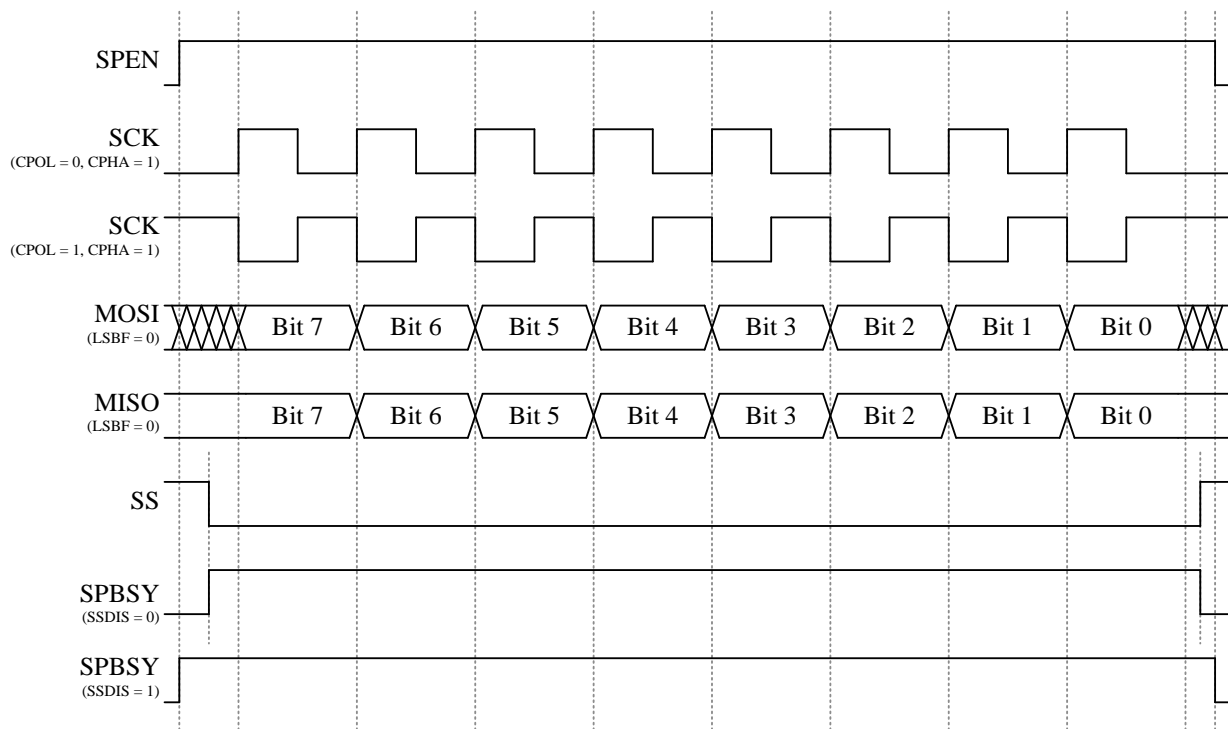 SPEN
SCK
(CPOL = 0, CPHA = 1)
SCK
(CPOL = 1, CPHA = 1)
MOSI
(LSBF = 0)
Bit 7 Bit 6 Bit 5 Bit 4 Bit 3 Bit 2 Bit 1 Bit 0
MISO
(LSBF = 0)
Bit 7 Bit 6 Bit 5 Bit 4 Bit 3 Bit 2 Bit 1 Bit 0
SS
SPBSY
(SSDIS = 0)
SPBSY
(SSDIS = 1)